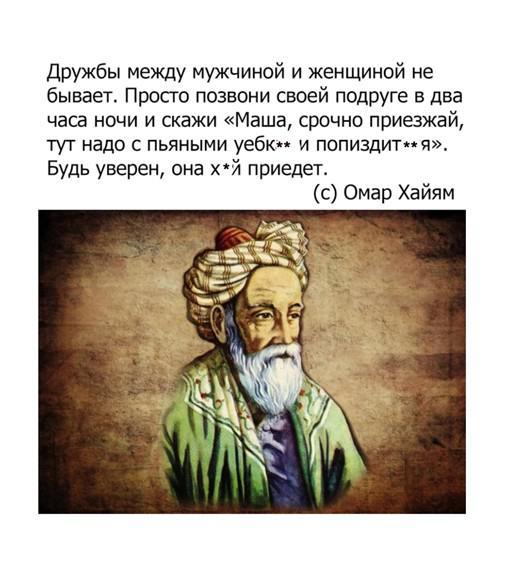 Дружбы между мужчиной и женщиной не
бывает. Просто позвони своей подруге в два
часа ночи и скажи «Маша, срочно приезжай,
тут надо с пьяными уебк** и попиздит**я».
Будь уверен, она х*й приедет.
(с) Омар Хайям